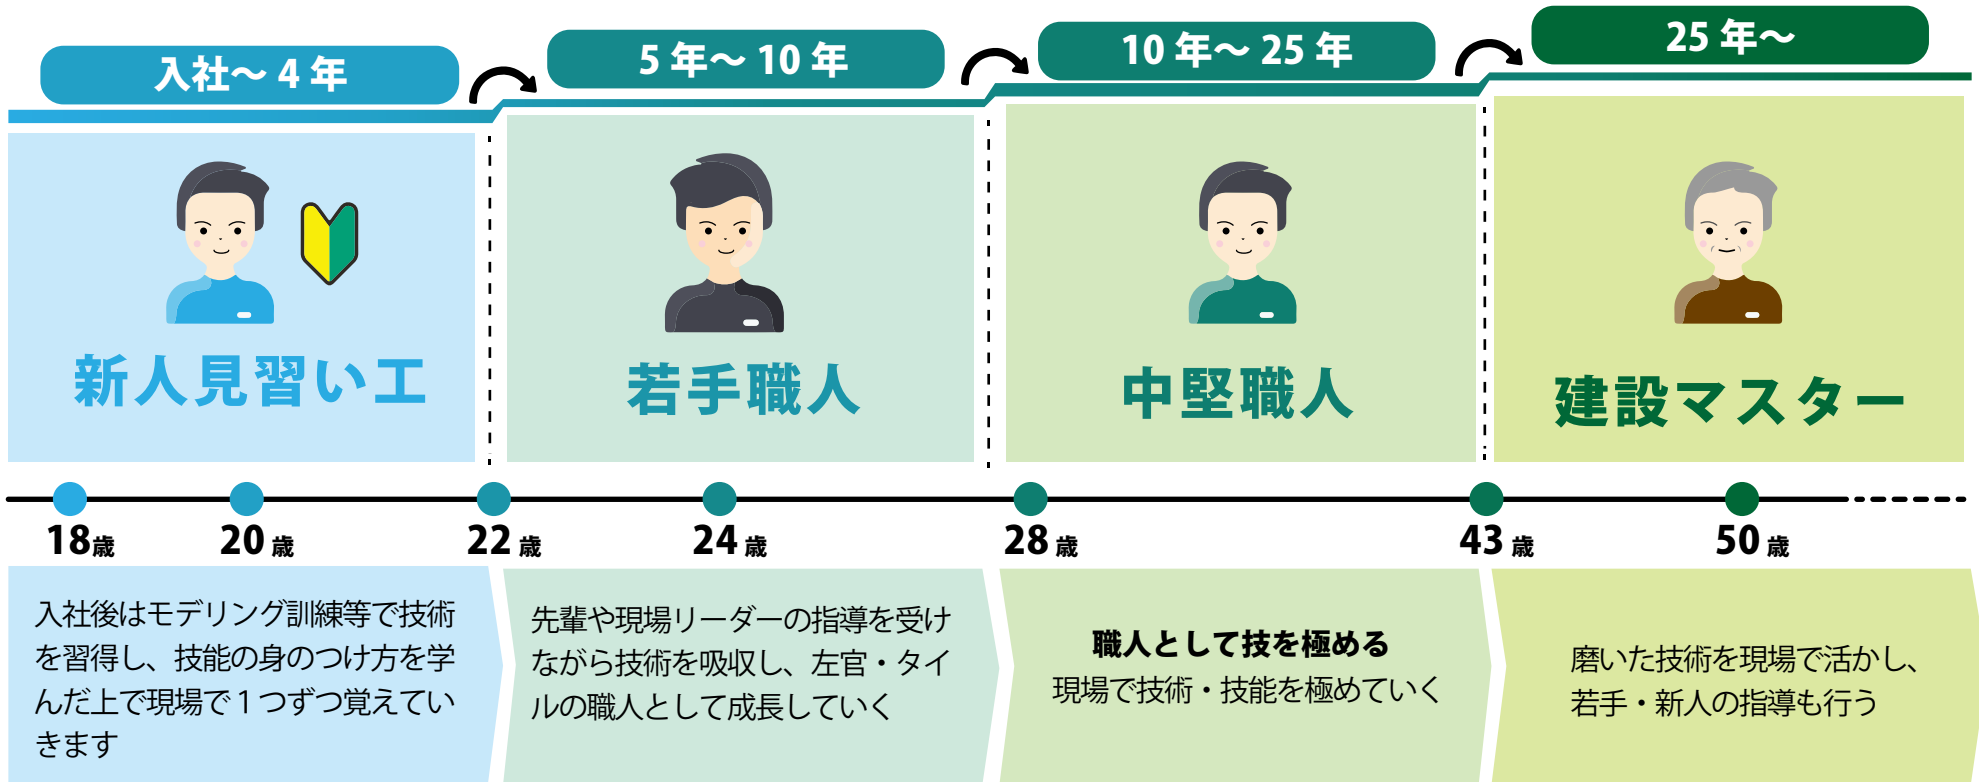 入社〜 4 年
5 年〜 10 年
10 年〜 25 年
25 年〜
新人見習い工
若手職人
中堅職人
建設マスター
18歳
20 歳
22 歳
24 歳
28 歳
43 歳
50 歳
入社後はモデリング訓練等で技術
を習得し、技能の身のつけ方を学
んだ上で現場で１つずつ覚えてい
きます
先輩や現場リーダーの指導を受け
ながら技術を吸収し、左官・タイ
ルの職人として成長していく
職人として技を極める
現場で技術・技能を極めていく
磨いた技術を現場で活かし、
若手・新人の指導も行う